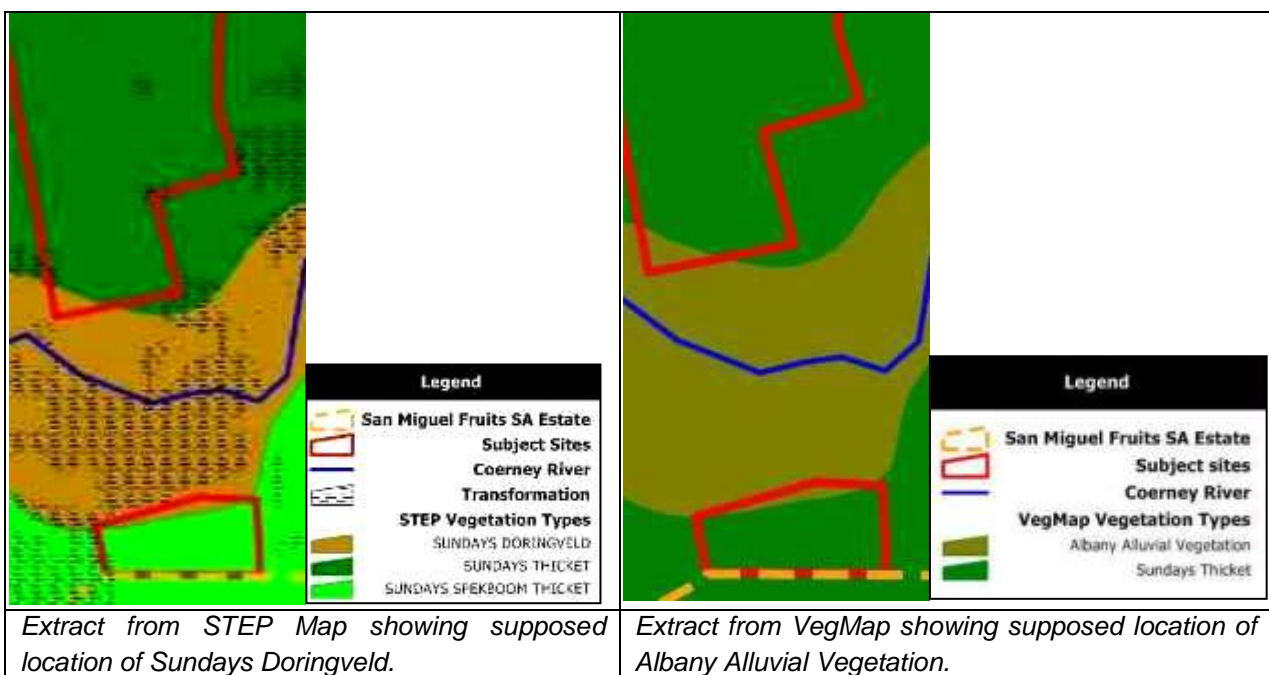 Legend
San Miguel Fruits SA Estate
Subject Sites
Coerney River
Transformation
STEP Vegetation Types
SUNDAYS DORINGVELD
SUNDAYS THICKET
SUNDAYS SPEKBOOM THICKET
Extract from STEP Map showing supposed
location of Sundays Doringveld.
Legend
San Miguel Fruits SA Estate
Subject sites
Coerney River
VegMap Vegetation Types
Albany Alluvial Vegetation
Sundays Thicket
Extract from VegMap showing supposed location of
Albany Alluvial Vegetation.